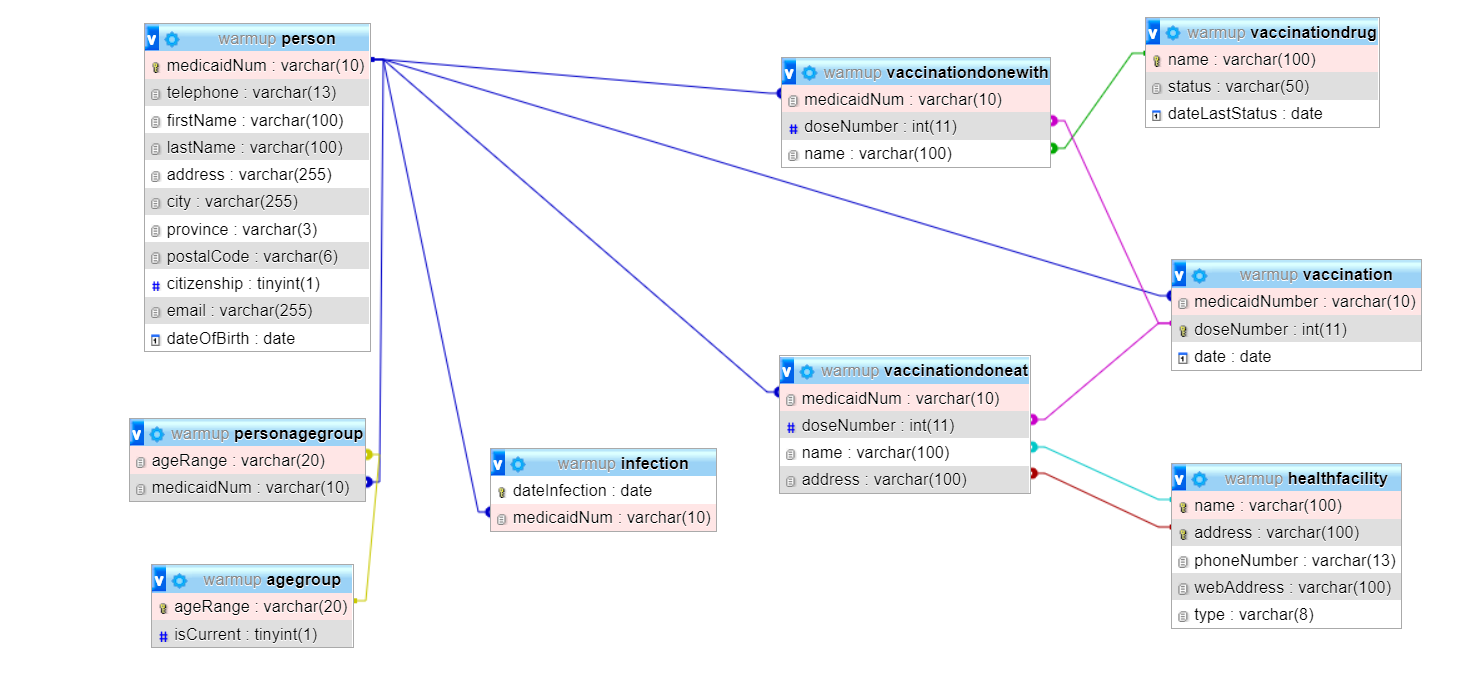 v warmup person
medicaidNum : varchar(10)
telephone : varchar(13)
firstName : varchar(100)
lastName : varchar(100)
address : varchar(255)
city : varchar(255)
province : varchar(3)
postalCode : varchar(6)
# citizenship : tinyint(1)
email : varchar(255)
dateOfBirth : date
v warmup vaccinationdonewith
medicaidNum : varchar(10)
# doseNumber : int(11)
name : varchar(100)
v warmup vaccinationdrug
name : varchar(100)
status : varchar(50)
dateLastStatus : date
v warmup vaccination
medicaidNumber : varchar(10)
doseNumber : int(11)
date : date
v warmup vaccinationdoneat
medicaidNum : varchar(10)
# doseNumber : int(11)
name : varchar(100)
address : varchar(100)
v warmup personagegroup
ageRange : varchar(20)
medicaidNum : varchar(10)
v warmup infection
dateInfection : date
medicaidNum : varchar(10)
v warmup healthfacility
name : varchar(100)
address : varchar(100)
phoneNumber : varchar(13)
webAddress : varchar(100)
type : varchar(8)
v warmup agegroup
ageRange : varchar(20)
# isCurrent : tinyint(1)